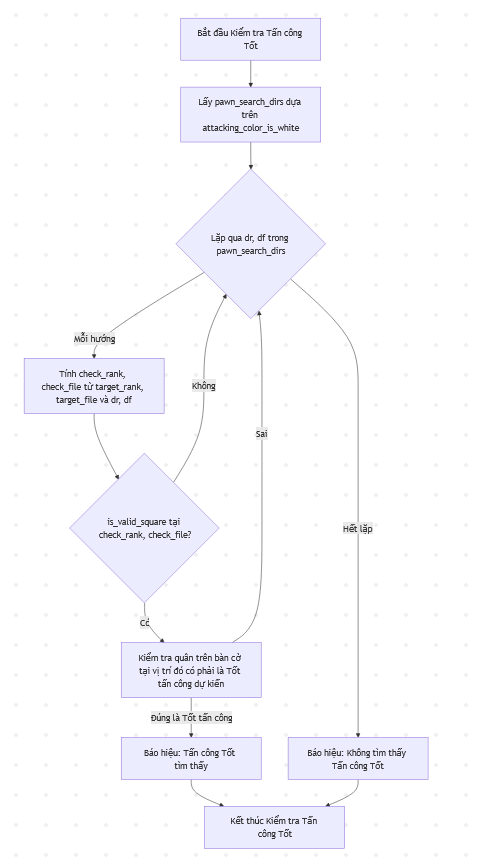 Bắt đầu Kiểm tra Tấn công
Tốt
Lấy pawn_search_dirs dựa
trên
attacking_color_is_white
Lặp qua dr, df trong
pawn_search_dirs
Mỗi hướng
Tính check_rank,
check_file từ target_rank,
target_file và dr, df
Không
Sai
is_valid_square tại
check_rank, check_file?
Hết lặp
Có
Kiểm tra quân trên bàn cờ
tại vị trí đó có phải là Tốt
tấn công dự kiến
Đúng là Tốt tấn công
Báo hiệu: Tấn công Tốt
tìm thấy
Báo hiệu: Không tìm thấy
Tấn công Tốt
Kết thúc Kiểm tra Tấn
công Tốt